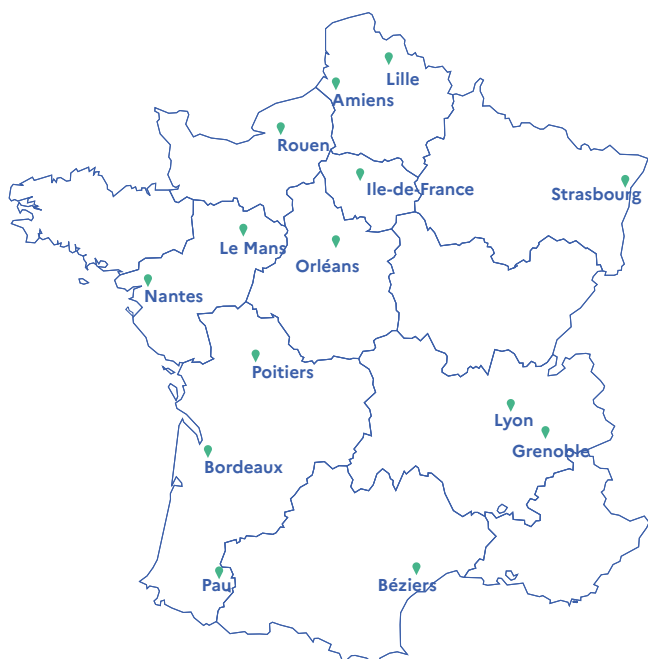 Lille
Amiens
Rouen
Ile-de-France
Strasbourg
Le Mans
Orléans
Nantes
Poitiers
Lyon
Grenoble
Bordeaux
Pau
Béziers